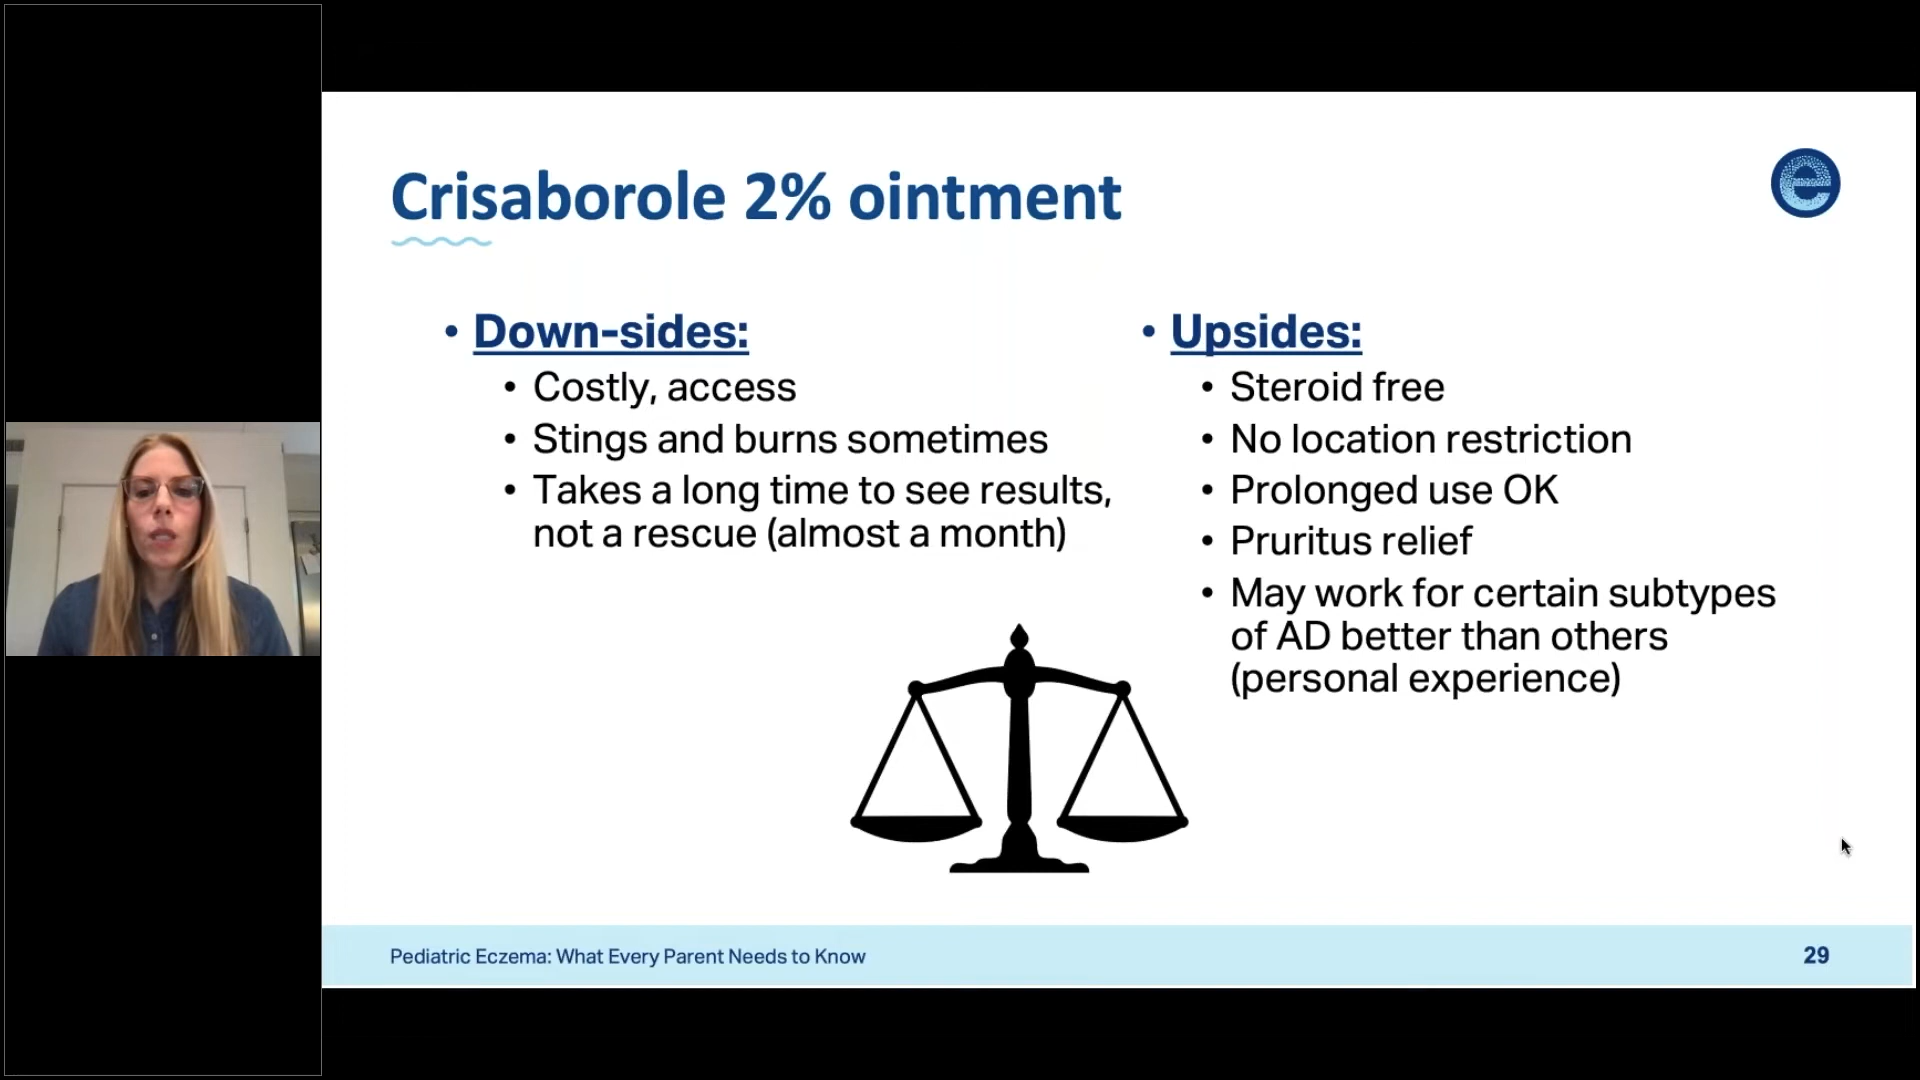 Crisaborole 2% ointment
• Down-sides:
• Costly, access
• Stings and burns sometimes
• Takes a long time to see results,
not a rescue (almost a month)
• Upsides:
• Steroid free
• No location restriction
• Prolonged use OK
• Pruritus relief
• May work for certain subtypes
of AD better than others
(personal experience)
e
Pediatric Eczema: What Every Parent Needs to Know
29